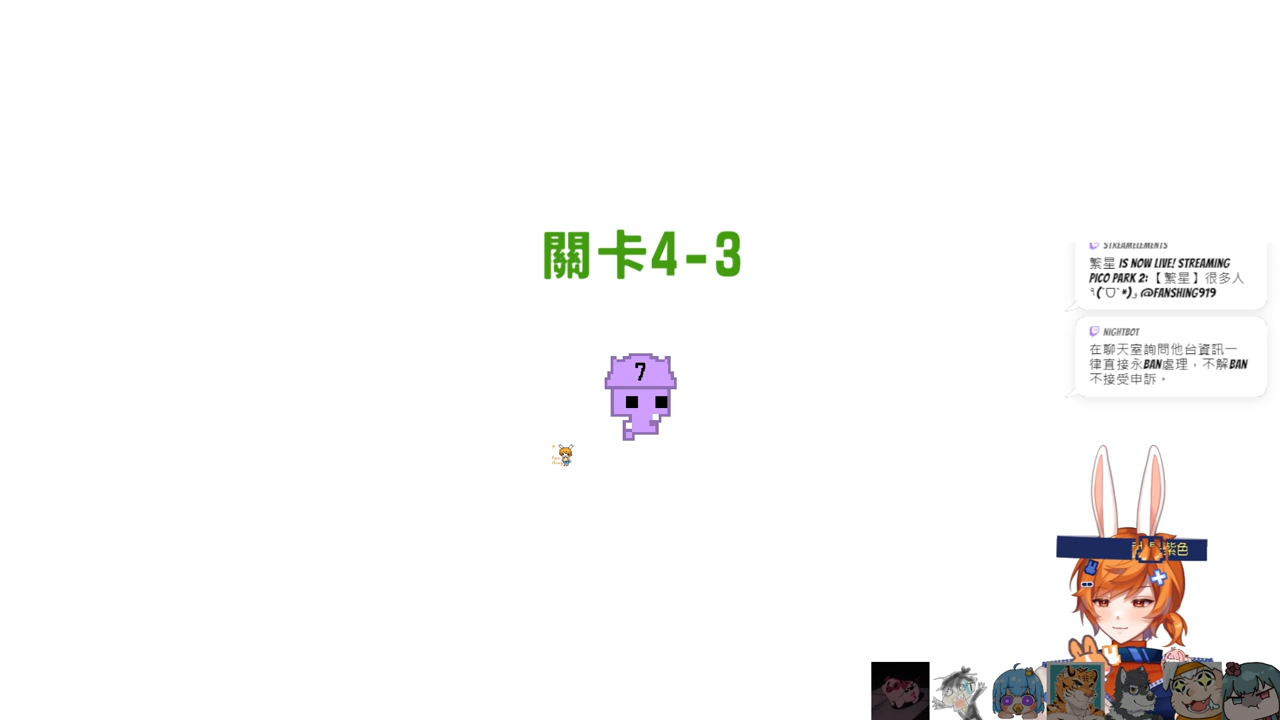 關卡4-3
7
STREAMELEMENTS
繁星 IS NOW LIVE! STREAMING
PICO PARK 2:【繁星】很多人
@FANSHING919
NIGHTBOT
在聊天室詢問他台資訊一
律直接永BAN處理，不解BAN
不接受申訴。
紫色